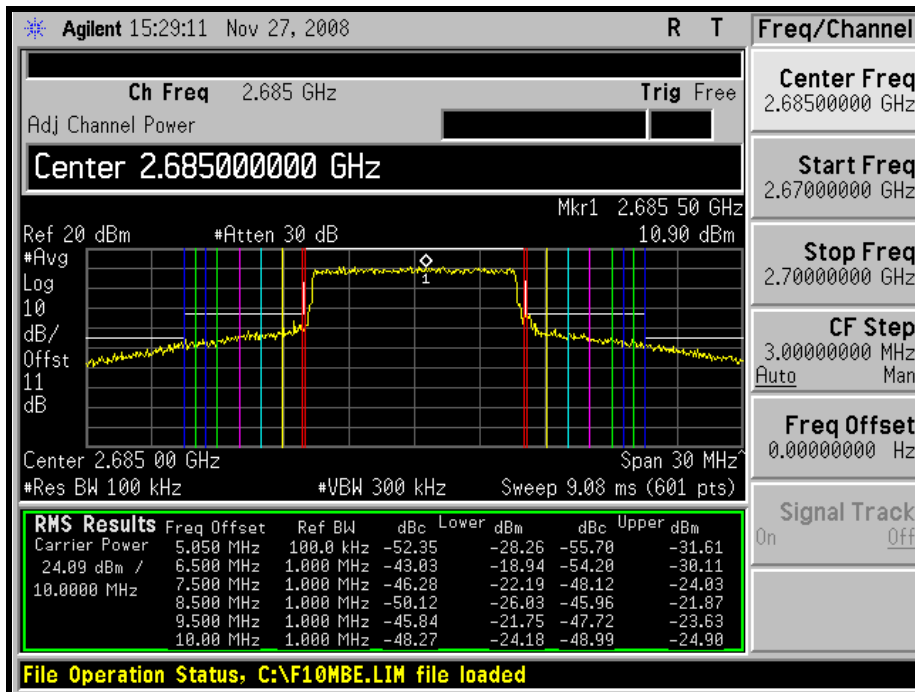 Agilent 15:29:11 Nov 27, 2008 R T
Ch Freq 2.685 GHz Trig Free
Adj Channel Power
Center 2.685000000 GHz
Mkr1 2.685 50 GHz
Ref 20 dBm #Atten 30 dB 10.90 dBm
#Avg
Log
10
dB/
Offst
11
dB
1
Center 2.685 00 GHz Span 30 MHz^
#Res BW 100 kHz #VBW 300 kHz Sweep 9.08 ms (601 pts)
RMS Results Freq Offset Ref BW dBc Lower dBm dBc Upper dBm
Carrier Power 5.050 MHz 100.0 kHz -52.35 -28.26 -55.70 -31.61
24.09 dBm / 6.500 MHz 1.000 MHz -43.03 -18.94 -54.20 -30.11
10.0000 MHz 7.500 MHz 1.000 MHz -46.28 -22.19 -48.12 -24.03
8.500 MHz 1.000 MHz -50.12 -26.03 -45.96 -21.87
9.500 MHz 1.000 MHz -45.84 -21.75 -47.72 -23.63
10.00 MHz 1.000 MHz -48.27 -24.18 -48.99 -24.90
File Operation Status, C:\F10MBE.LIM file loaded
Freq/Channel
Center Freq
2.68500000 GHz
Start Freq
2.67000000 GHz
Stop Freq
2.70000000 GHz
CF Step
3.00000000 MHz
Auto Man
Freq Offset
0.00000000 Hz
Signal Track
On Off